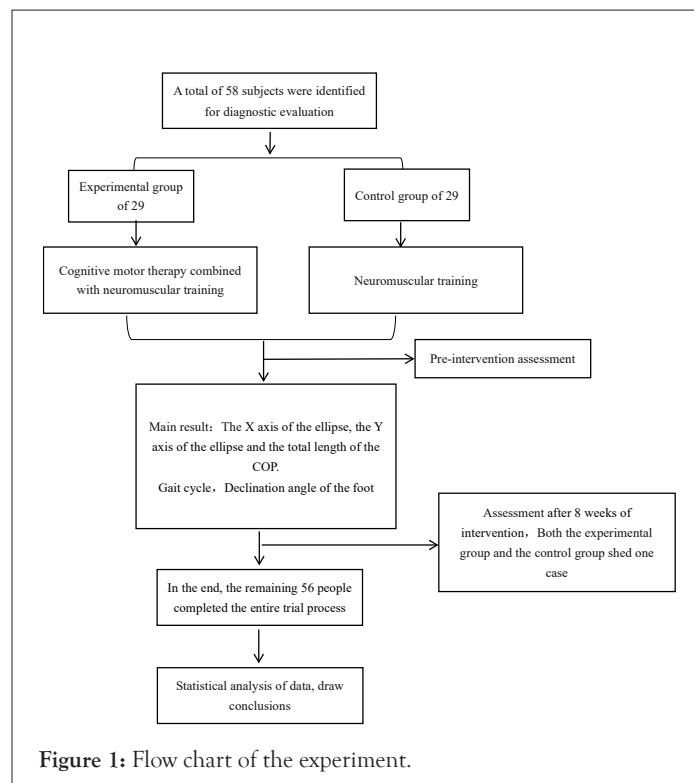 A total of 58 subjects were identified
for diagnostic evaluation
Experimental group
of 29
Control group of 29
Cognitive motor therapy combined
with neuromuscular training
Neuromuscular training
Pre-intervention assessment
Main result：The X axis of the ellipse, the Y
axis of the ellipse and the total length of the
COP.
Gait cycle，Declination angle of the foot
Assessment after 8 weeks of
intervention，Both the experimental
group and the control group shed one
case
In the end, the remaining 56 people
completed the entire trial process
Statistical analysis of data, draw
conclusions
Figure 1: Flow chart of the experiment.